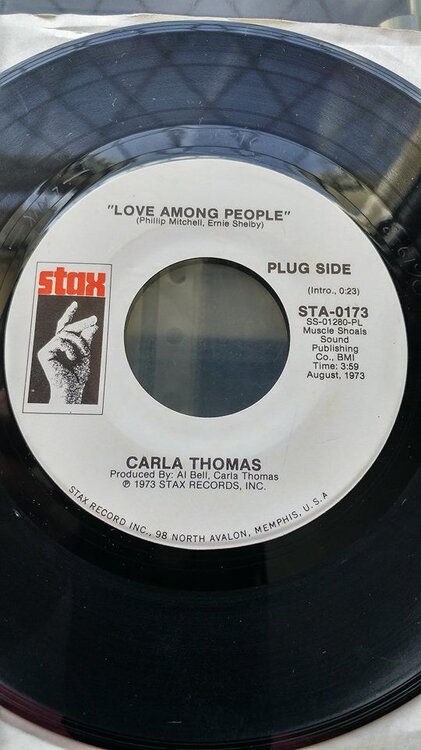 "LOVE AMONG PEOPLE"
(Phillip Mitchell, Ernie Shelby)
PLUG SIDE
(Intro., 0:23)
stax
STA-0173
SS-01280-PL
Muscle Shoals
Sound
Publishing
Co., BMI
Time: 3:59
August, 1973
CARLA THOMAS
Produced By: Al Bell, Carla Thomas
℗ 1973 STAX RECORDS, INC.
STAX RECORD INC., 98 NORTH AVALON, MEMPHIS, U.S.A